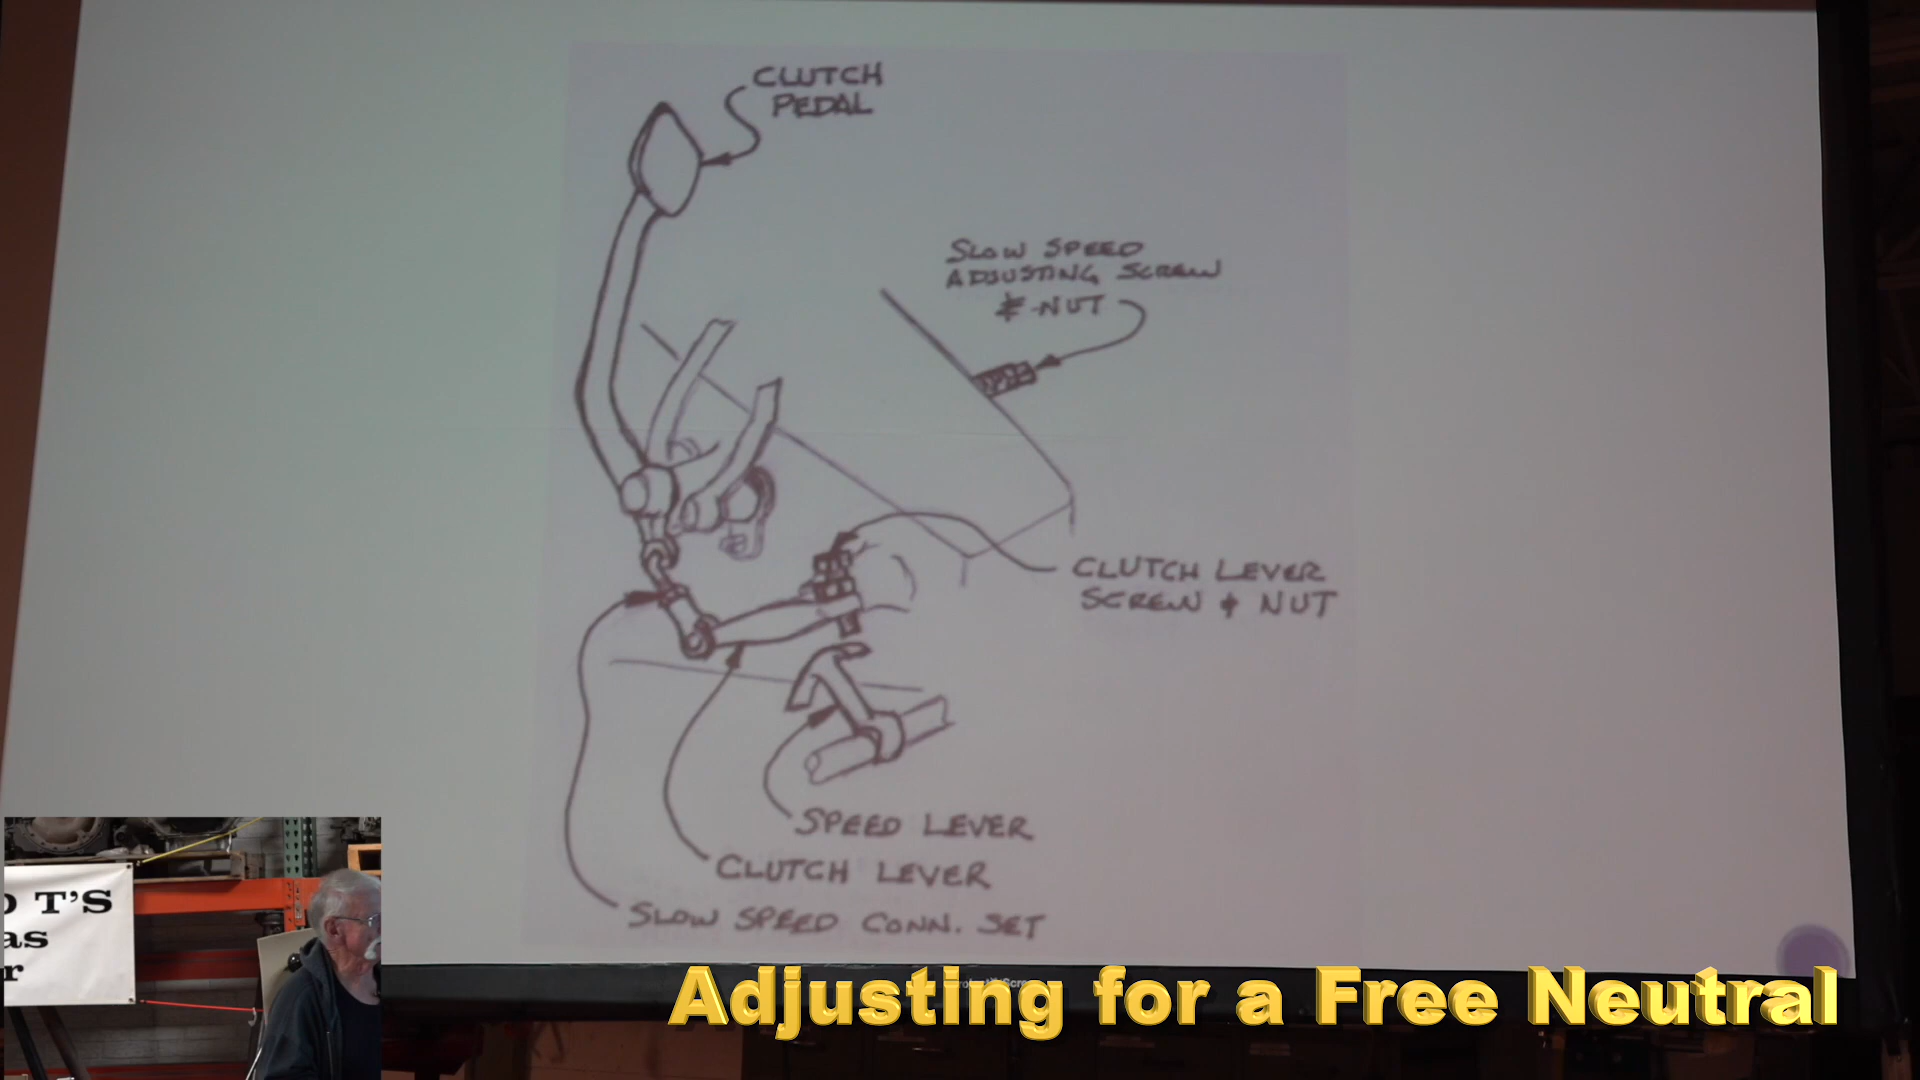 CLUTCH
PEDAL
SLOW SPEED
ADJUSTING SCREW
& NUT
CLUTCH LEVER
SCREW & NUT
SPEED LEVER
CLUTCH LEVER
SLOW SPEED CONN. SET
T'S
as
r
Adjusting for a Free Neutral